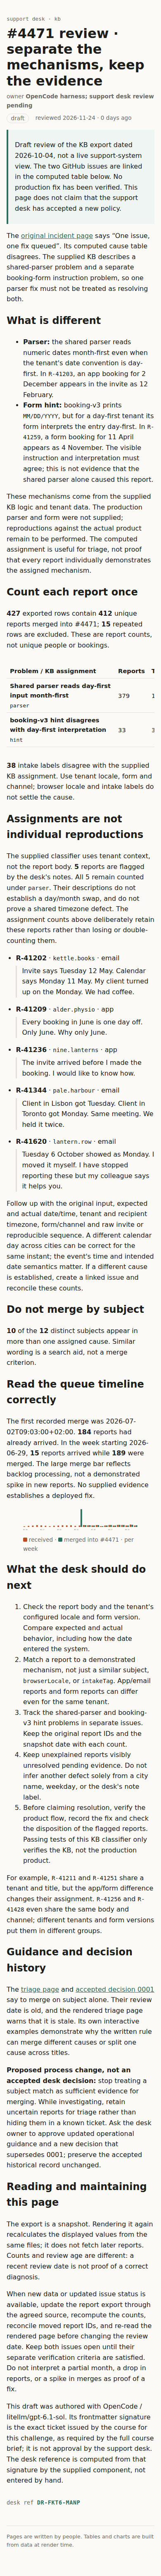 support desk · kb
#4471 review ·
separate the
mechanisms, keep
the evidence
owner OpenCode harness; support desk review
pending
draft reviewed 2026-11-24 · 0 days ago
Draft review of the KB export dated
2026-10-04, not a live support-system
view. The two GitHub issues are linked
in the computed table below. No
production fix has been verified. This
page does not claim that the support
desk has accepted a new policy.
The original incident page says "One issue,
one fix queued". Its computed cause table
disagrees. The supplied KB describes a
shared-parser problem and a separate
booking-form instruction problem, so one
parser fix must not be treated as resolving
both.
What is different
• Parser: the shared parser reads
numeric dates month-first even when
the tenant's date convention is day-
first. In R-41203, an app booking for 2
December appears in the invite as 12
February.
• Form hint: booking-v3 prints
MM/DD/YYYY, but for a day-first tenant its
form interprets the entry day-first. In R-
41259, a form booking for 11 April
appears as 4 November. The visible
instruction and interpretation must
agree; this is not evidence that the
shared parser alone caused this report.
These mechanisms come from the supplied
KB logic and tenant data. The production
parser and form were not supplied;
reproductions against the actual product
remain to be performed. The computed
assignment is useful for triage, not proof
that every report individually demonstrates
the assigned mechanism.
Count each report once
427 exported rows contain 412 unique
reports merged into #4471; 15 repeated
rows are excluded. These are report counts,
not unique people or bookings.
Problem / KB assignment Reports T
Shared parser reads day-first
input month-first 379 1
parser
booking-v3 hint disagrees
with day-first interpretation 33 3
hint
38 intake labels disagree with the supplied
KB assignment. Use tenant locale, form and
channel; browser locale and intake labels do
not settle the cause.
Assignments are not
individual reproductions
The supplied classifier uses tenant context,
not the report body. 5 reports are flagged
by the desk's notes. All 5 remain counted
under parser. Their descriptions do not
establish a day/month swap, and do not
prove a shared timezone defect. The
assignment counts above deliberately retain
these reports rather than losing or double-
counting them.
• R-41202 · kettle.books · email
Invite says Tuesday 12 May. Calendar
says Monday 11 May. My client turned
up on the Monday. We had coffee.
• R-41209 · alder.physio · app
Every booking in June is one day off.
Only June. Why only June.
• R-41236 · nine.lanterns · app
The invite arrived before I made the
booking. I would like to know how.
• R-41344 · pale.harbour · email
Client in Lisbon got Tuesday. Client in
Toronto got Monday. Same meeting. We
held it twice.
• R-41620 · lantern.row · email
Tuesday 6 October showed as Monday. I
moved it myself. I have stopped
reporting these but my colleague says
it helps you.
Follow up with the original input, expected
and actual date/time, tenant and recipient
timezone, form/channel and raw invite or
reproducible sequence. A different calendar
day across cities can be correct for the
same instant; the event's time and intended
date semantics matter. If a different cause
is established, create a linked issue and
reconcile these counts.
Do not merge by subject
10 of the 12 distinct subjects appear in
more than one assigned cause. Similar
wording is a search aid, not a merge
criterion.
Read the queue timeline
correctly
The first recorded merge was 2026-07-
02T09:03:00+02:00. 184 reports had
already arrived. In the week starting 2026-
06-29, 15 reports arrived while 189 were
merged. The large merge bar reflects
backlog processing, not a demonstrated
spike in new reports. No supplied evidence
establishes a deployed fix.
received · merged into #4471 · per
week
What the desk should do
next
1. Check the report body and the tenant's
configured locale and form version.
Compare expected and actual
behavior, including how the date
entered the system.
2. Match a report to a demonstrated
mechanism, not just a similar subject,
browserLocale, or intakeTag. App/email
reports and form reports can differ
even for the same tenant.
3. Track the shared-parser and booking-
v3 hint problems in separate issues.
Keep the original report IDs and the
snapshot date with each count.
4. Keep unexplained reports visibly
unresolved pending evidence. Do not
infer another defect solely from a city
name, weekday, or the desk's note
label.
5. Before claiming resolution, verify the
product flow, record the fix and check
the disposition of the flagged reports.
Passing tests of this KB classifier only
verifies the KB, not the production
product.
For example, R-41211 and R-41251 share a
tenant and title, but the app/form difference
changes their assignment. R-41256 and R-
41428 even share the same body and
channel; different tenants and form versions
put them in different groups.
Guidance and decision
history
The triage page and accepted decision 0001
say to merge on subject alone. Their review
date is old, and the rendered triage page
warns that it is stale. Its own interactive
examples demonstrate why the written rule
can merge different causes or split one
cause across titles.
Proposed process change, not an
accepted desk decision: stop treating a
subject match as sufficient evidence for
merging. While investigating, retain
uncertain reports for triage rather than
hiding them in a known ticket. Ask the desk
owner to approve updated operational
guidance and a new decision that
supersedes 0001; preserve the accepted
historical record unchanged.
Reading and maintaining
this page
The export is a snapshot. Rendering it again
recalculates the displayed values from the
same files; it does not fetch later reports.
Counts and review age are different: a
recent review date is not proof of a correct
diagnosis.
When new data or updated issue status is
available, update the report export through
the agreed source, recompute the counts,
reconcile moved report IDs, and re-read the
rendered page before changing the review
date. Keep both issues open until their
separate verification criteria are satisfied.
Do not interpret a partial month, a drop in
reports, or a spike in merges as proof of a
fix.
This draft was authored with OpenCode /
litellm/gpt-6.1-sol. Its frontmatter signature
is the exact ticket issued by the course for
this challenge, as required by the full course
brief; it is not approval by the support desk.
The desk reference is computed from that
signature by the supplied component, not
entered by hand.
desk ref DR-FKT6-MANP
Pages are written by people. Tables and charts are built
from data at render time.